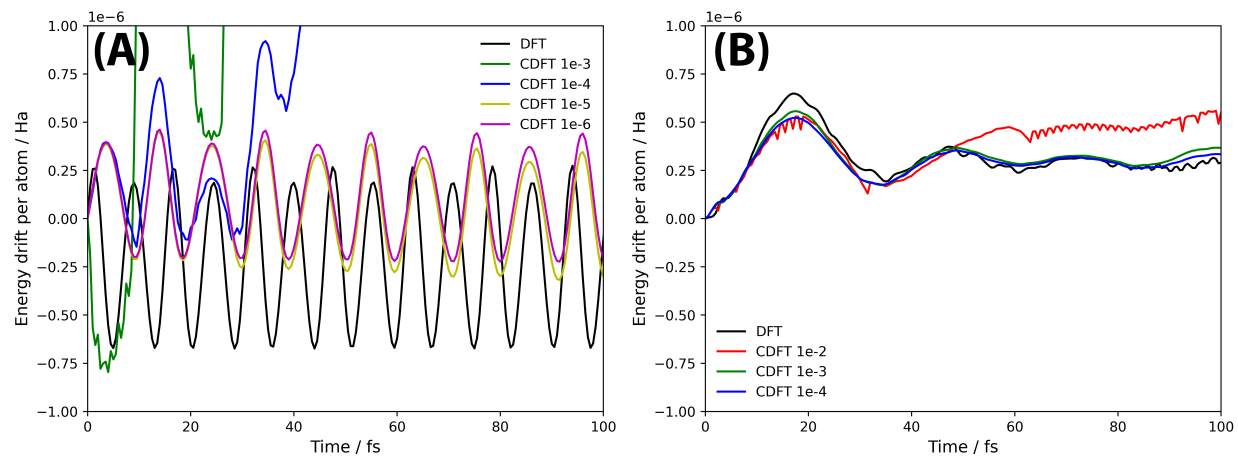 1e−6
(A)
DFT
CDFT 1e-3
CDFT 1e-4
CDFT 1e-5
CDFT 1e-6
1.00
0.75
0.50
0.25
0.00
−0.25
−0.50
−0.75
−1.00
Energy drift per atom / Ha
0 20 40 60 80 100
Time / fs
1e−6
(B)
1.00
0.75
0.50
0.25
0.00
−0.25
−0.50
−0.75
−1.00
Energy drift per atom / Ha
DFT
CDFT 1e-2
CDFT 1e-3
CDFT 1e-4
0 20 40 60 80 100
Time / fs